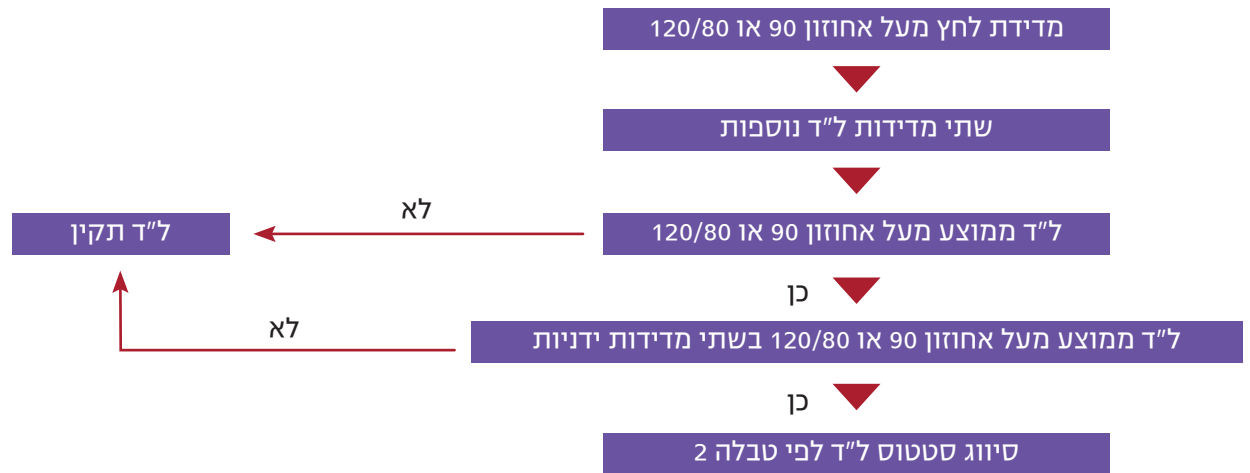 מדידת לחץ מעל אחוזון 90 או 120/80
שתי מדידות ל״ד נוספות
ל״ד ממוצע מעל אחוזון 90 או 120/80
לא
ל״ד תקין
כן
ל״ד ממוצע מעל אחוזון 90 או 120/80 בשתי מדידות ידניות
לא
כן
סיווג סטטוס ל״ד לפי טבלה 2